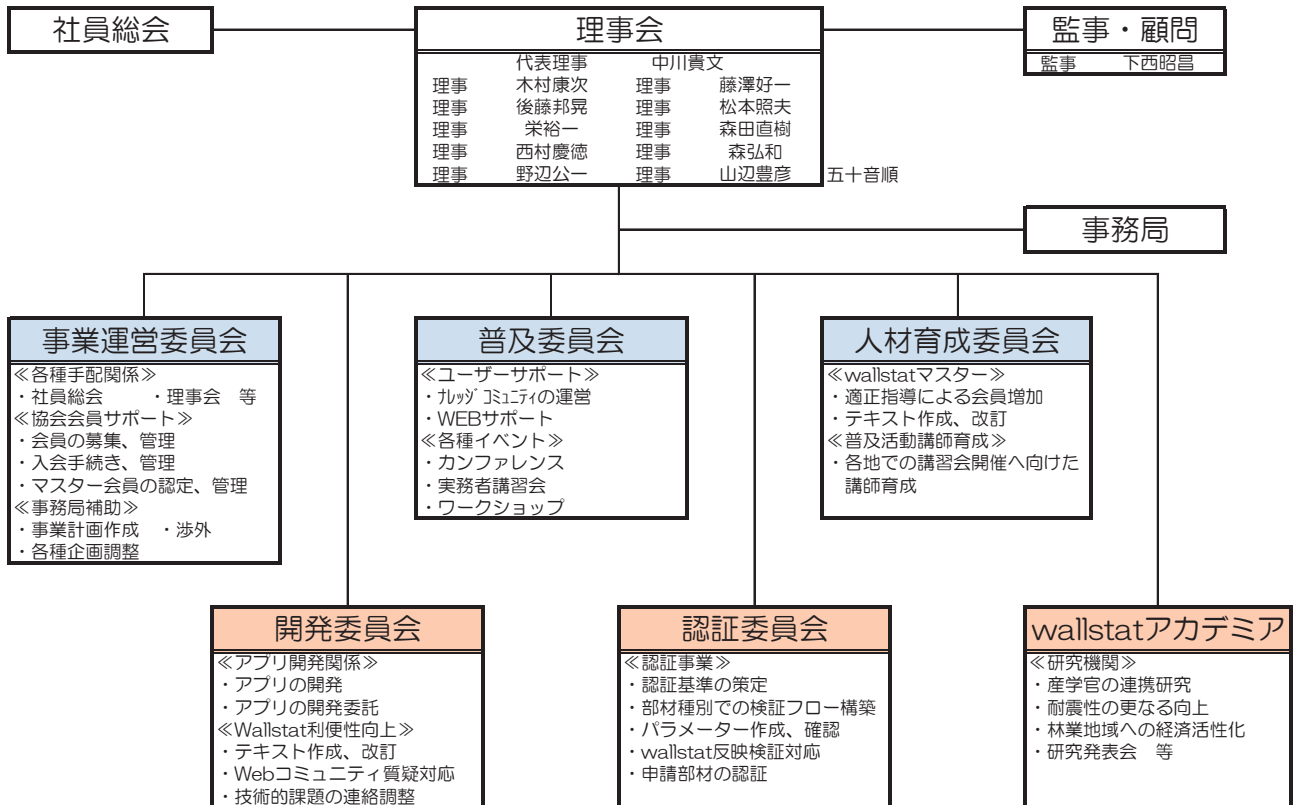 社員総会
理事会
代表理事 中川貴文
理事 木村康次 理事 藤澤好一
理事 後藤邦晃 理事 松本照夫
理事 栄裕一 理事 森田直樹
理事 西村慶徳 理事 森弘和
理事 野辺公一 理事 山辺豊彦 五十音順
監事・顧問
監事 下西昭昌
事務局
事業運営委員会
≪各種手配関係≫
・社員総会 ・理事会 等
≪協会会員サポート≫
・会員の募集、管理
・入会手続き、管理
・マスター会員の認定、管理
≪事務局補助≫
・事業計画作成 ・渉外
・各種企画調整
普及委員会
≪ユーザーサポート≫
・ﾅﾚｯｼﾞｺﾐｭﾆﾃｨの運営
・WEBサポート
≪各種イベント≫
・カンファレンス
・実務者講習会
・ワークショップ
人材育成委員会
≪wallstatマスター≫
・適正指導による会員増加
・テキスト作成、改訂
≪普及活動講師育成≫
・各地での講習会開催へ向けた
講師育成
開発委員会
≪アプリ開発関係≫
・アプリの開発
・アプリの開発委託
≪Wallstat利便性向上≫
・テキスト作成、改訂
・Webコミュニティ質疑対応
・技術的課題の連絡調整
認証委員会
≪認証事業≫
・認証基準の策定
・部材種別での検証フロー構築
・パラメーター作成、確認
・wallstat反映検証対応
・申請部材の認証
wallstatアカデミア
≪研究機関≫
・産学官の連携研究
・耐震性の更なる向上
・林業地域への経済活性化
・研究発表会 等